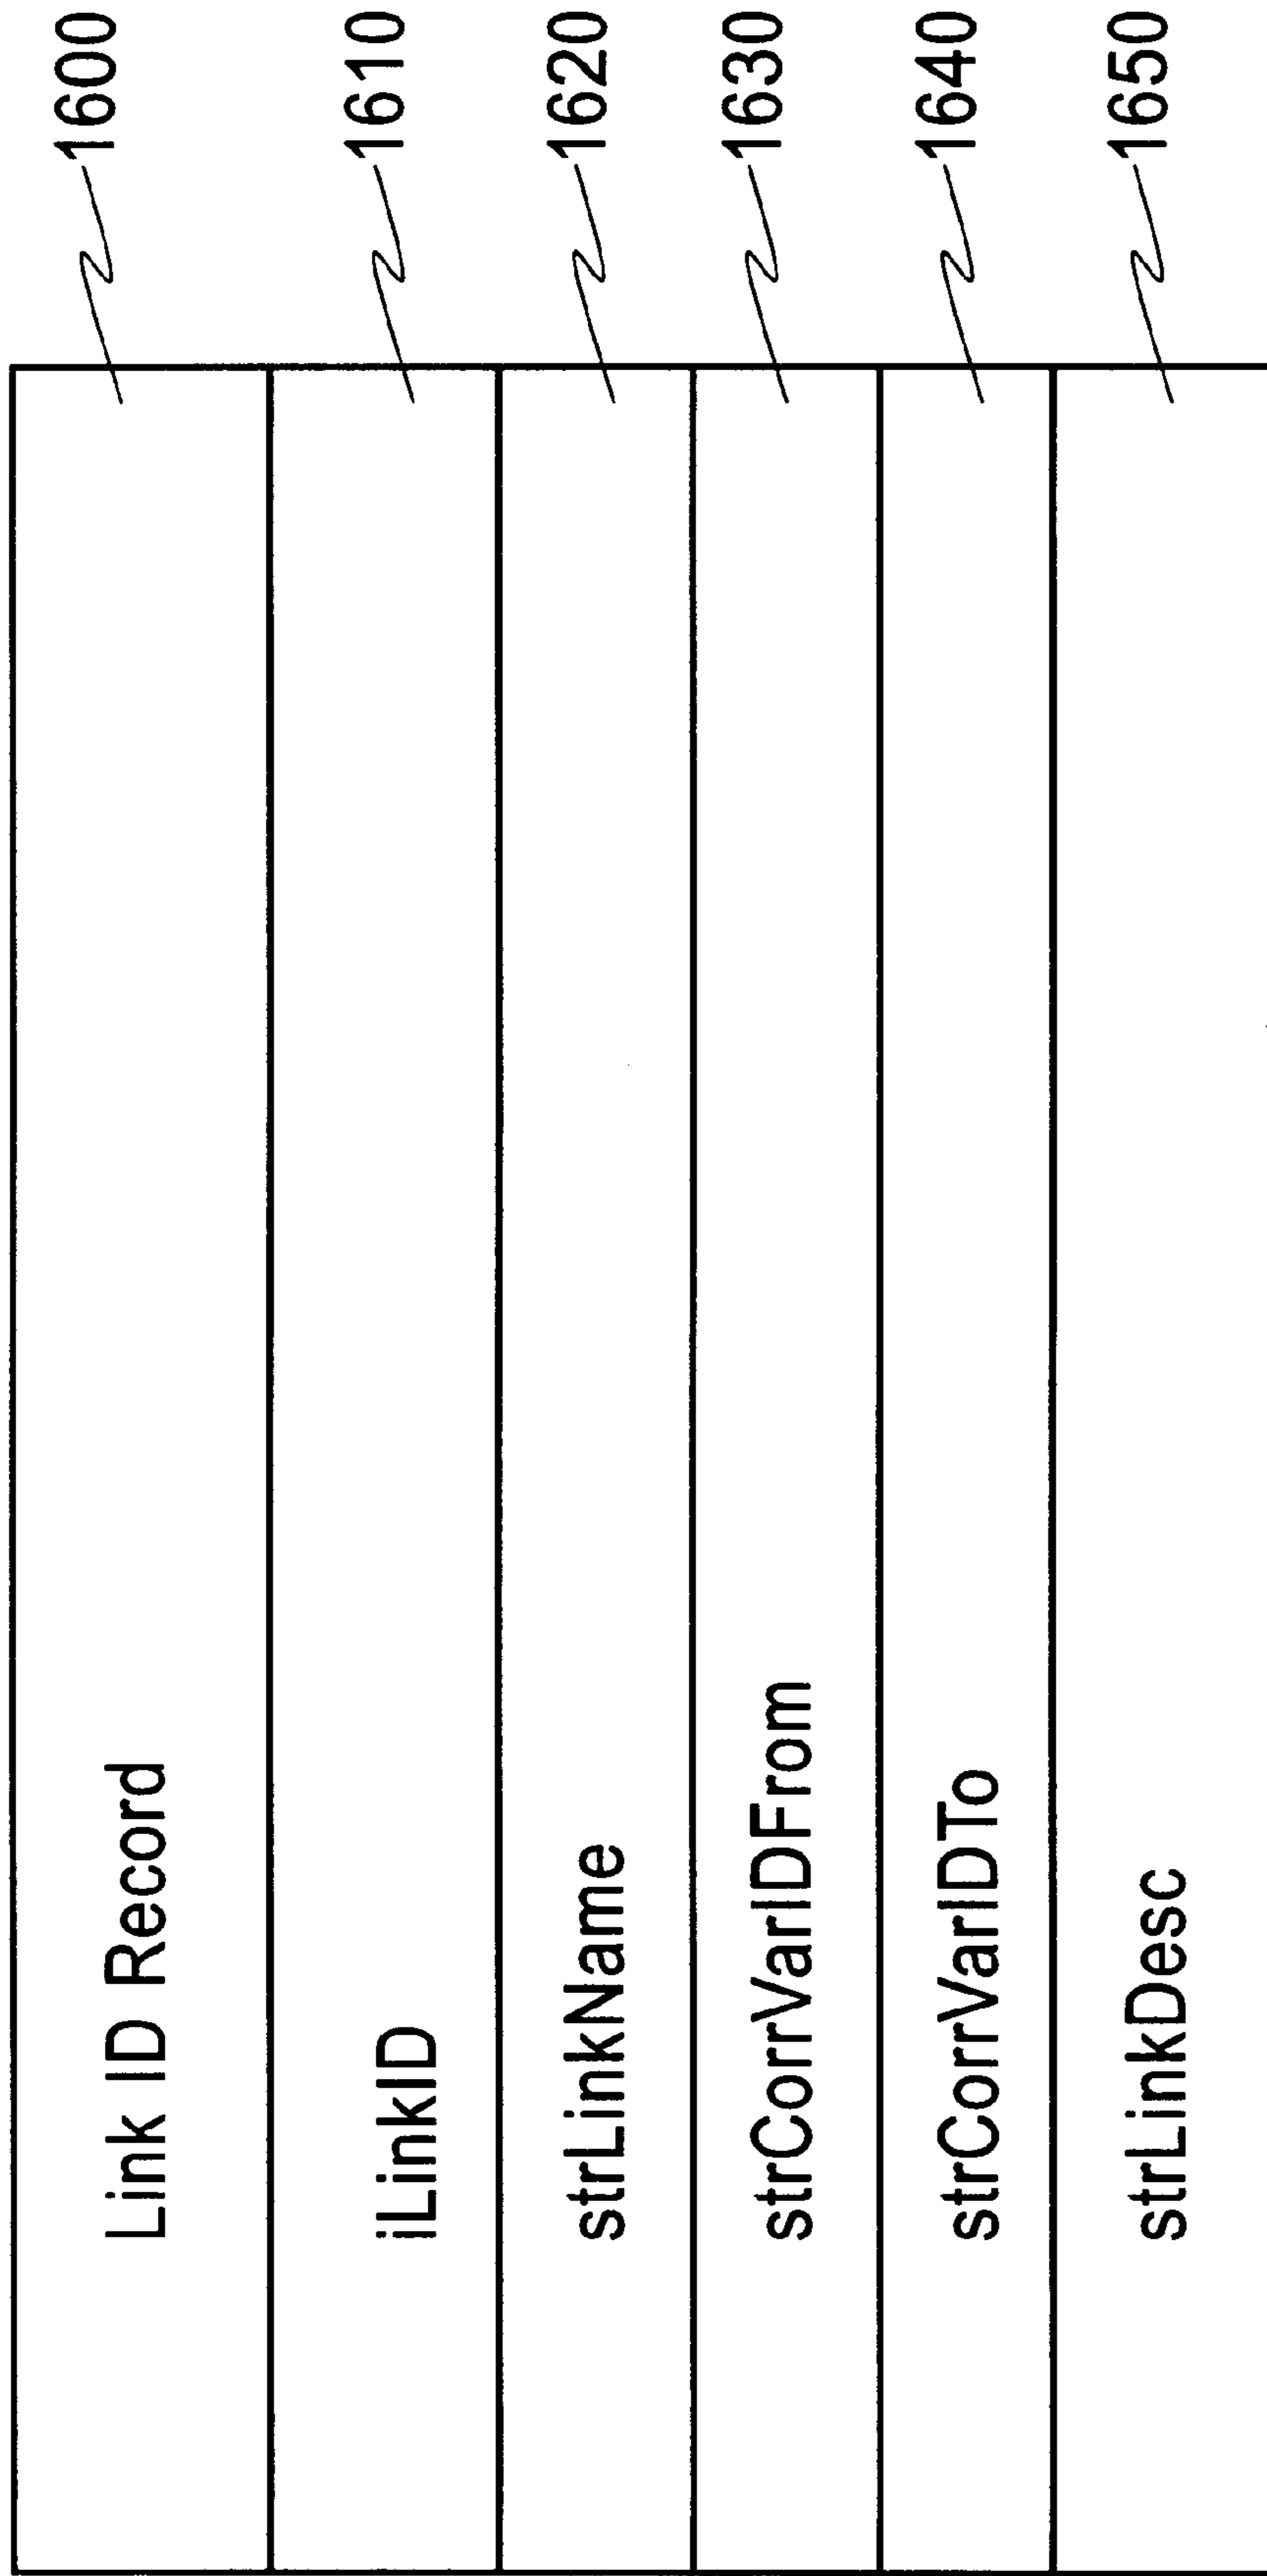 Link ID Record 1600
iLinkID 1610
strLinkName 1620
strCorrVarIDFrom 1630
strCorrVarIDTo 1640
strLinkDesc 1650